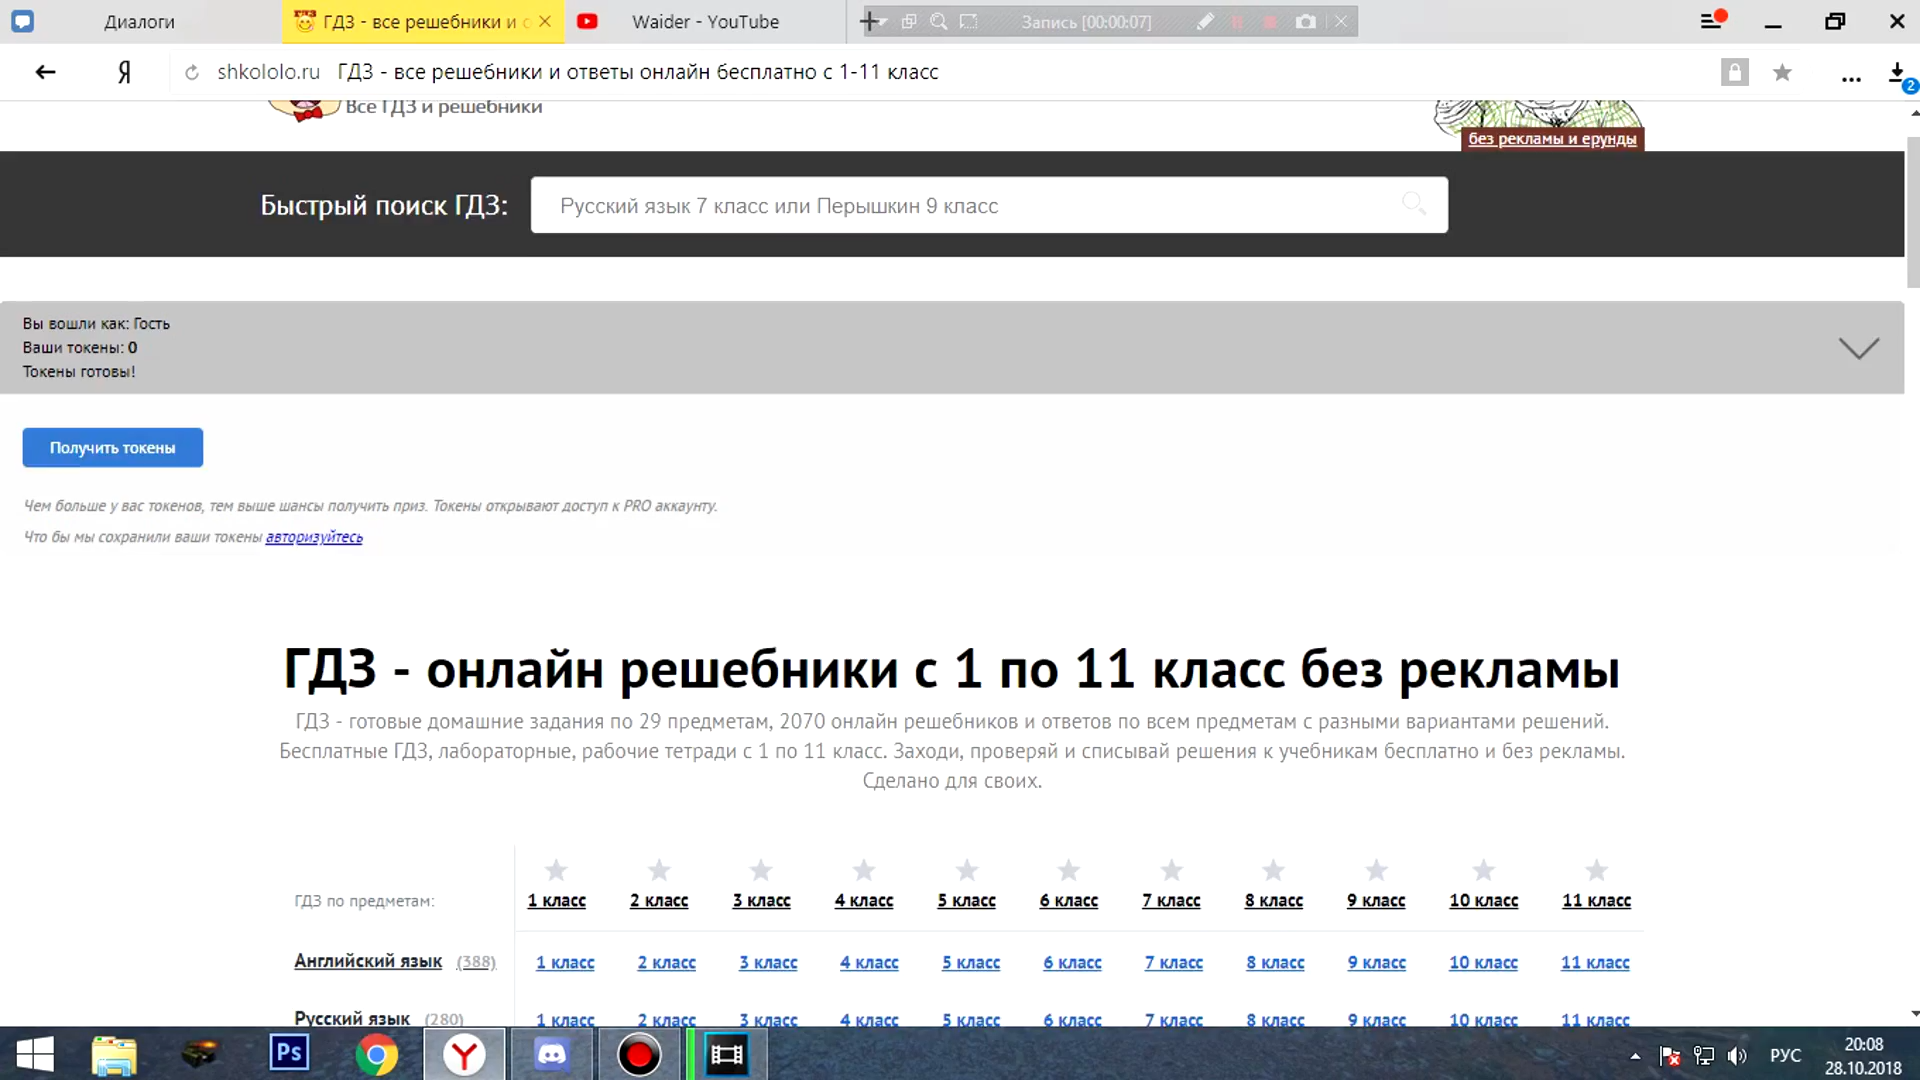 Диалоги
ГДЗ - все решебники и о
Waider - YouTube
Запись [00:00:07]
Я
shkololo.ru
ГДЗ - все решебники и ответы онлайн бесплатно с 1-11 класс
2
Все ГДЗ и решебники
без рекламы и ерунды
Быстрый поиск ГДЗ:
Русский язык 7 класс или Перышкин 9 класс
Вы вошли как: Гость
Ваши токены: 0
Токены готовы!
Получить токены
Чем больше у вас токенов, тем выше шансы получить приз. Токены открывают доступ к PRO аккаунту.
Что бы мы сохранили ваши токены авторизуйтесь
ГДЗ - онлайн решебники с 1 по 11 класс без рекламы
ГДЗ - готовые домашние задания по 29 предметам, 2070 онлайн решебников и ответов по всем предметам с разными вариантами решений.
Бесплатные ГДЗ, лабораторные, рабочие тетради с 1 по 11 класс. Заходи, проверяй и списывай решения к учебникам бесплатно и без рекламы.
Сделано для своих.
ГДЗ по предметам: 1 класс 2 класс 3 класс 4 класс 5 класс 6 класс 7 класс 8 класс 9 класс 10 класс 11 класс
Английский язык (388) 1 класс 2 класс 3 класс 4 класс 5 класс 6 класс 7 класс 8 класс 9 класс 10 класс 11 класс
Русский язык (280) 1 класс 2 класс 3 класс 4 класс 5 класс 6 класс 7 класс 8 класс 9 класс 10 класс 11 класс
Ps
РУС
20:08
28.10.2018